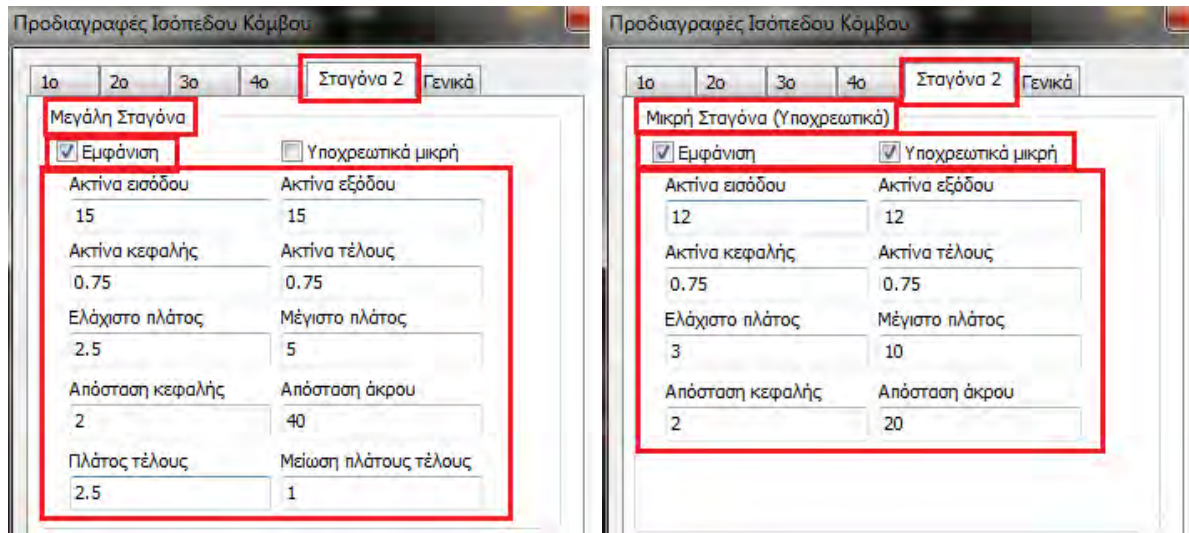 Προδιαγραφές Ισόπεδου Κόμβου
1ο 2ο 3ο 4ο Σταγόνα 2 Γενικά
Μεγάλη Σταγόνα
Εμφάνιση Υποχρεωτικά μικρή
Ακτίνα εισόδου Ακτίνα εξόδου
15 15
Ακτίνα κεφαλής Ακτίνα τέλους
0.75 0.75
Ελάχιστο πλάτος Μέγιστο πλάτος
2.5 5
Απόσταση κεφαλής Απόσταση άκρου
2 40
Πλάτος τέλους Μείωση πλάτους τέλους
2.5 1
Προδιαγραφές Ισόπεδου Κόμβου
1ο 2ο 3ο 4ο Σταγόνα 2 Γενικά
Μικρή Σταγόνα (Υποχρεωτικά)
Εμφάνιση Υποχρεωτικά μικρή
Ακτίνα εισόδου Ακτίνα εξόδου
12 12
Ακτίνα κεφαλής Ακτίνα τέλους
0.75 0.75
Ελάχιστο πλάτος Μέγιστο πλάτος
3 10
Απόσταση κεφαλής Απόσταση άκρου
2 20